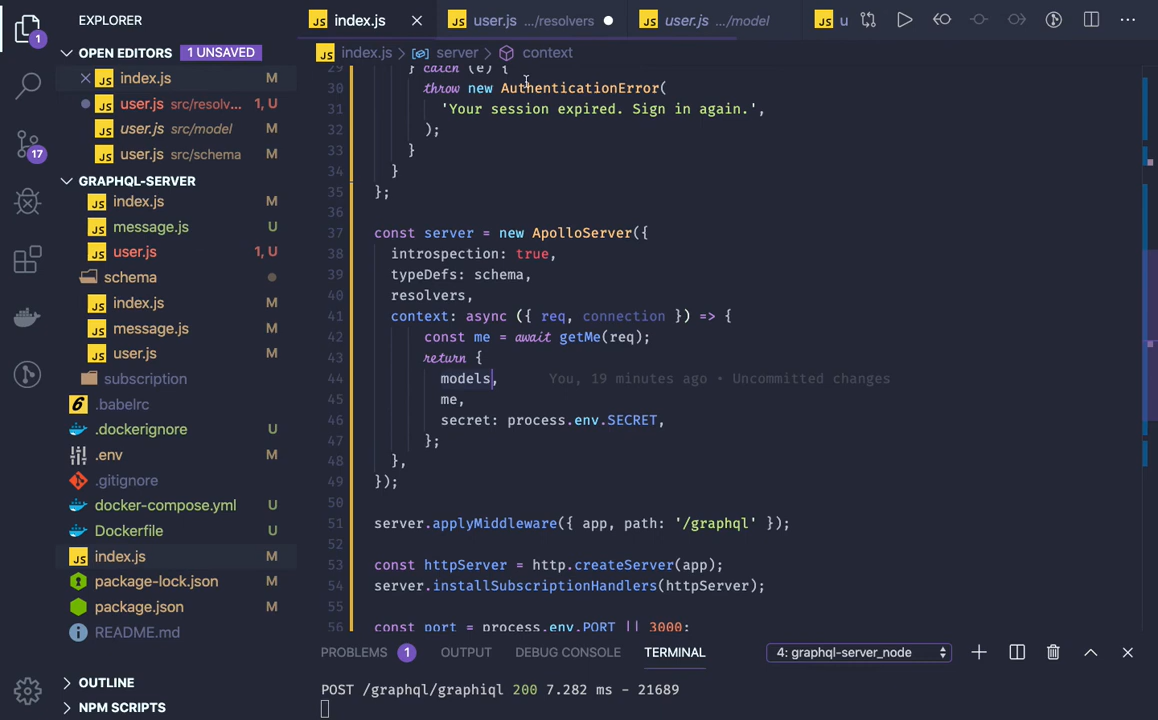 EXPLORER
OPEN EDITORS 1 UNSAVED
index.js M
user.js src/resolv... 1, U
user.js src/model M
user.js src/schema M
GRAPHQL-SERVER
index.js M
message.js U
user.js 1, U
schema
index.js M
message.js M
user.js M
subscription
.babelrc
.dockerignore U
.env M
.gitignore
docker-compose.yml U
Dockerfile U
index.js M
package-lock.json M
package.json M
README.md
OUTLINE
NPM SCRIPTS
1
17
JS index.js
JS user.js .../resolvers
JS user.js .../model
JS u
JS index.js > server > context
29 } catch (e) {
30 throw new AuthenticationError(
31 'Your session expired. Sign in again.',
32 );
33 }
34 }
35 };
36
37 const server = new ApolloServer({
38 introspection: true,
39 typeDefs: schema,
40 resolvers,
41 context: async ({ req, connection }) => {
42 const me = await getMe(req);
43 return {
44 models, You, 19 minutes ago • Uncommitted changes
45 me,
46 secret: process.env.SECRET,
47 };
48 },
49 });
50
51 server.applyMiddleware({ app, path: '/graphql' });
52
53 const httpServer = http.createServer(app);
54 server.installSubscriptionHandlers(httpServer);
55
56 const port = process.env.PORT || 3000;
PROBLEMS 1 OUTPUT DEBUG CONSOLE TERMINAL 4: graphql-server_node
POST /graphql/graphiql 200 7.282 ms - 21689